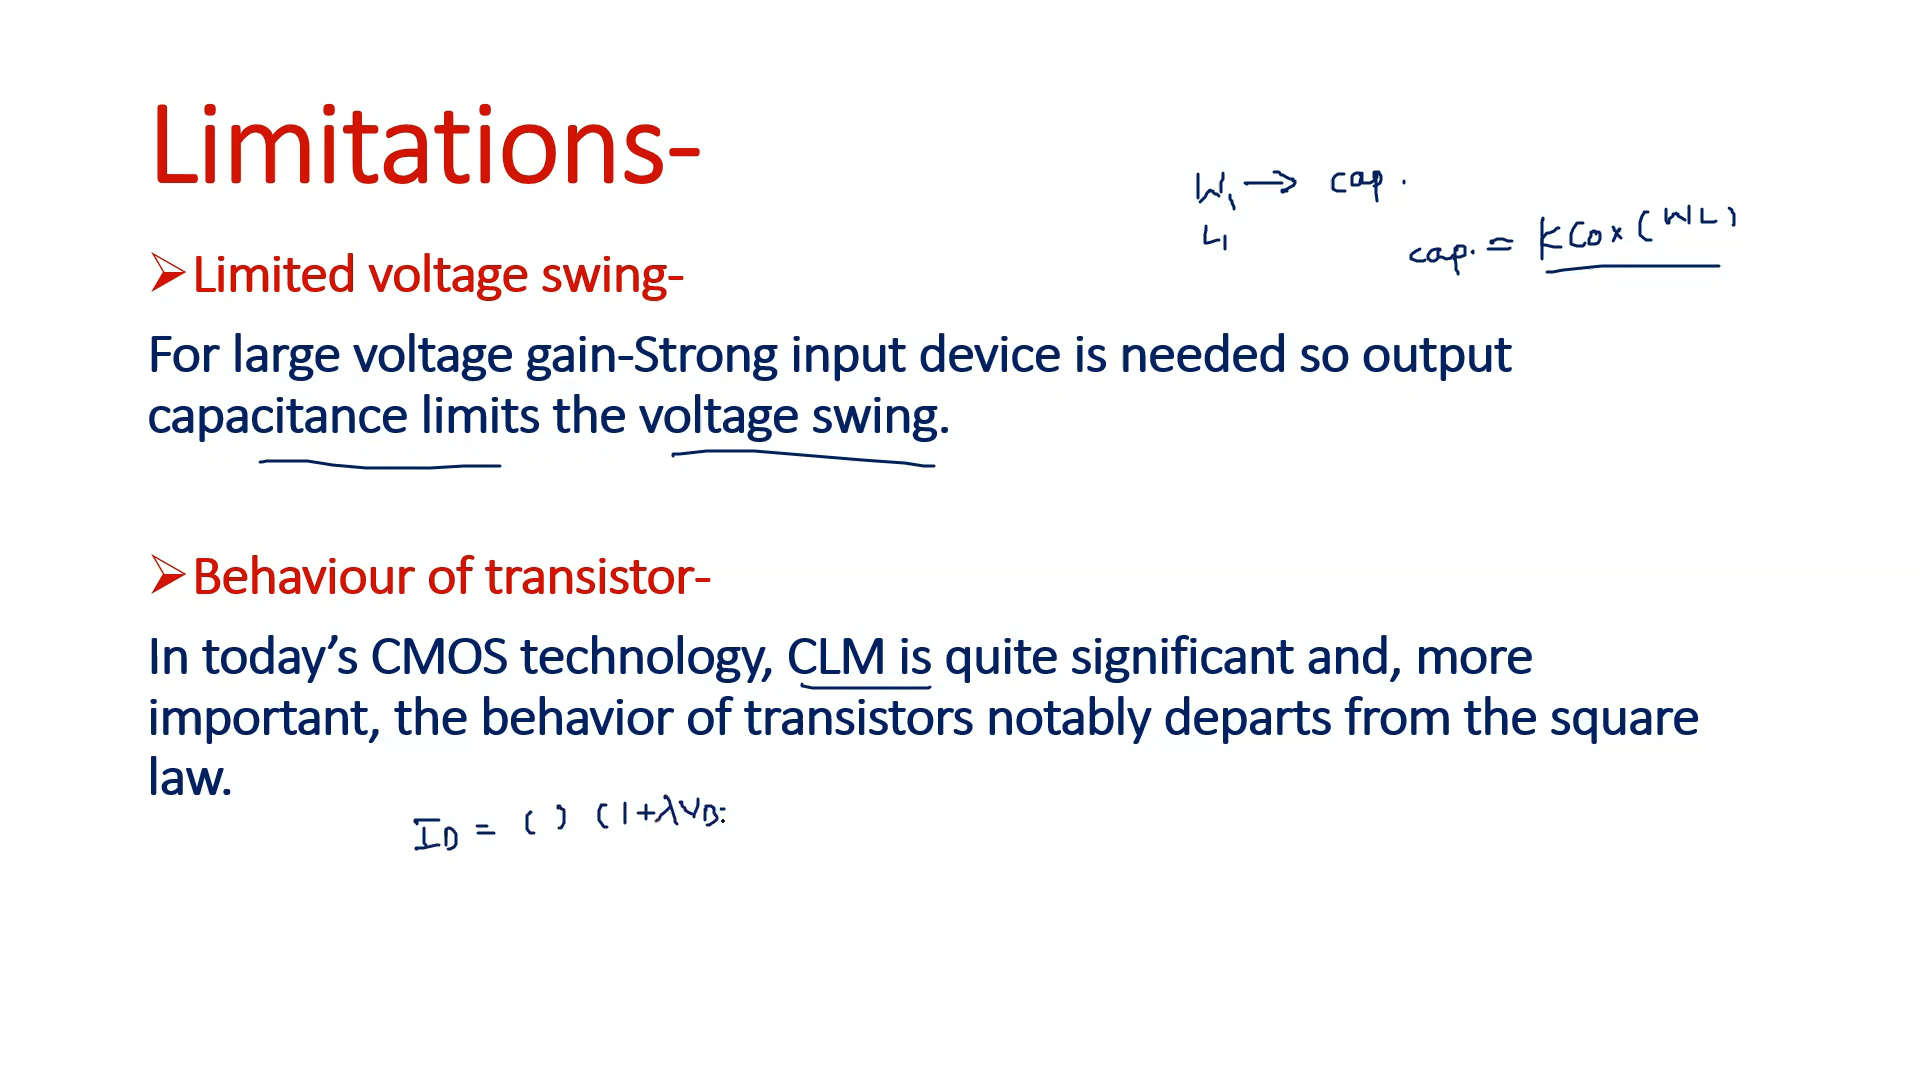 Limitations-
W₁ → cap.
L₁
cap. = KCox (WL)
➢Limited voltage swing-
For large voltage gain-Strong input device is needed so output
capacitance limits the voltage swing.
➢Behaviour of transistor-
In today’s CMOS technology, CLM is quite significant and, more
important, the behavior of transistors notably departs from the square
law.
ID = ( ) (1+λV